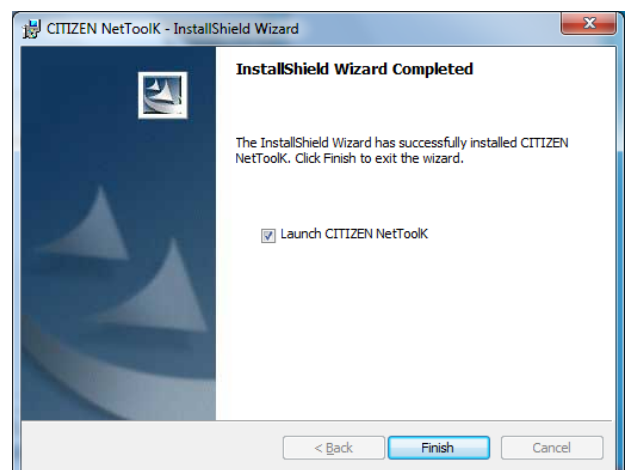 CITIZEN NetToolK - InstallShield Wizard
InstallShield Wizard Completed
The InstallShield Wizard has successfully installed CITIZEN
NetToolK. Click Finish to exit the wizard.
Launch CITIZEN NetToolK
< Back Finish Cancel